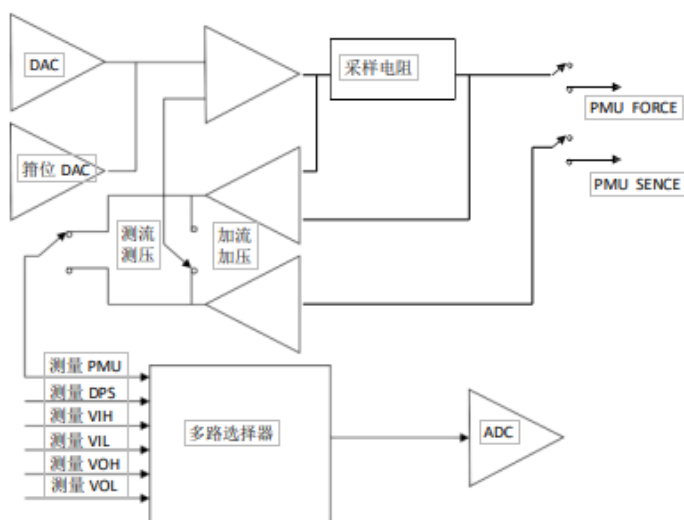 DAC
采样电阻
PMU FORCE
箝位 DAC
PMU SENCE
测流
测压
加流
加压
测量 PMU
测量 DPS
测量 VIH
测量 VIL
测量 VOH
测量 VOL
多路选择器
ADC